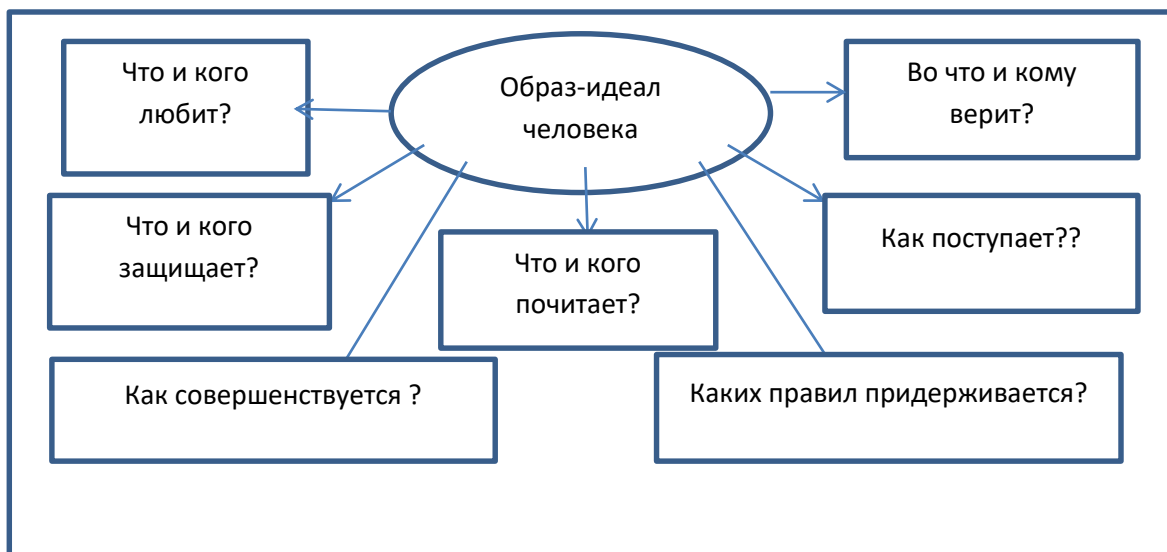 Что и кого
любит?
Образ-идеал
человека
Во что и кому
верит?
Что и кого
защищает?
Что и кого
почитает?
Как поступает??
Как совершенствуется ?
Каких правил придерживается?